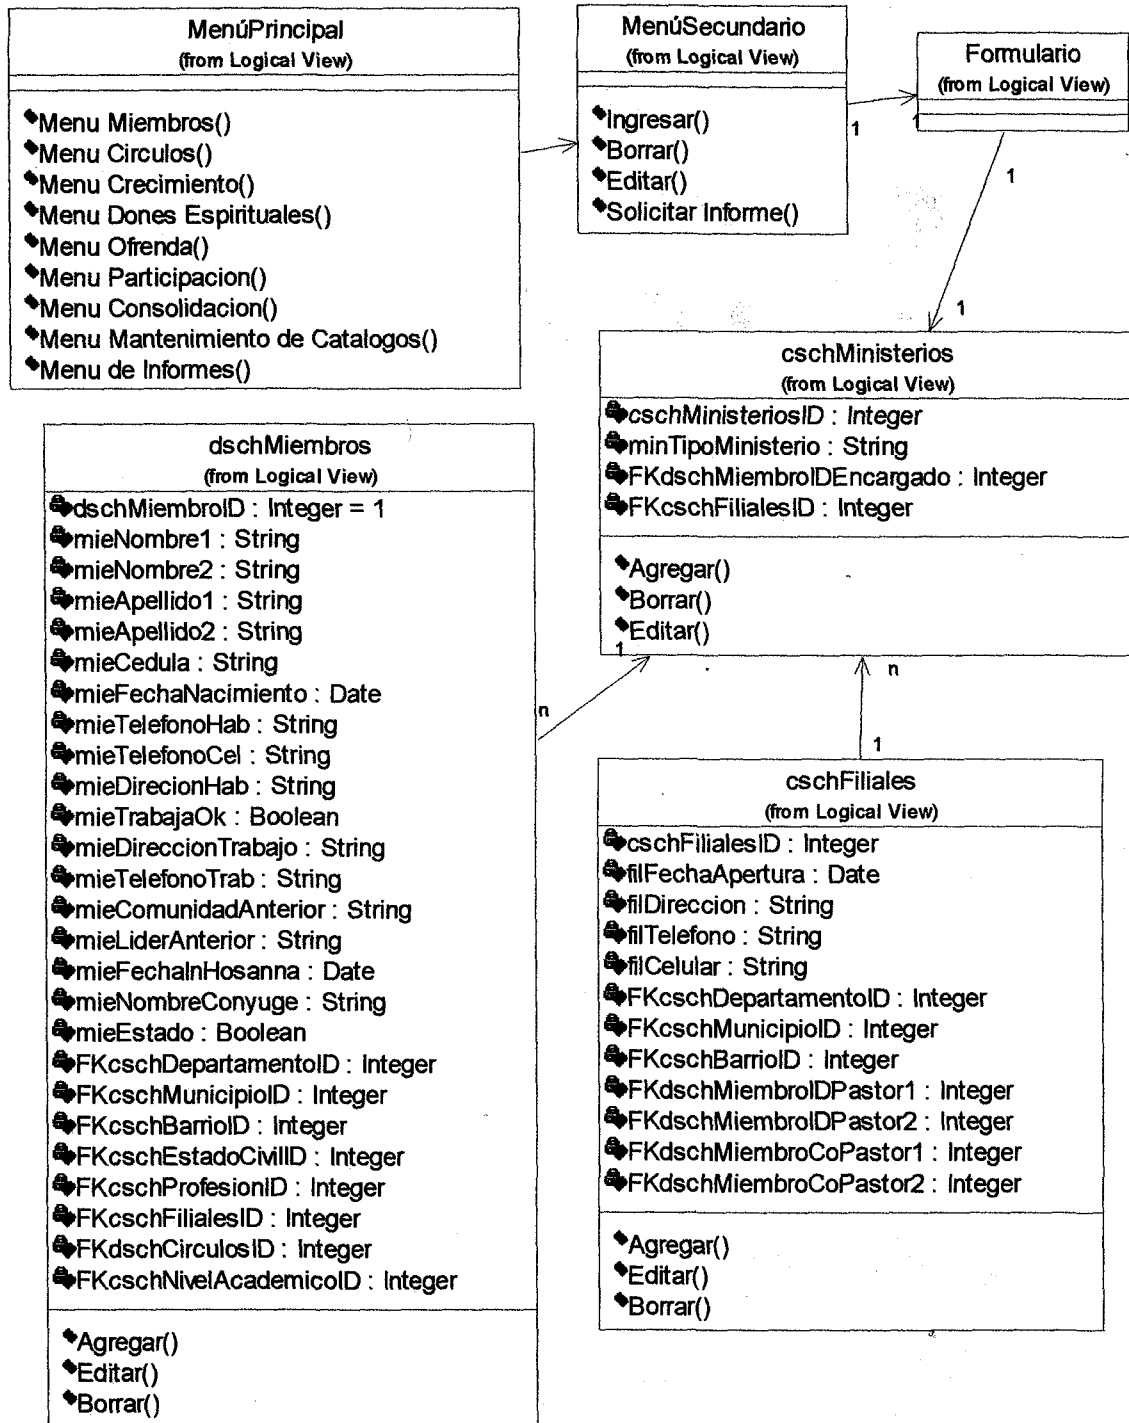 MenúPrincipal
(from Logical View)
Menu Miembros()
Menu Circulos()
Menu Crecimiento()
Menu Dones Espirituales()
Menu Ofrenda()
Menu Participacion()
Menu Consolidacion()
Menu Mantenimiento de Catalogos()
Menu de Informes()
MenúSecundario
(from Logical View)
Ingresar()
Borrar()
Editar()
Solicitar Informe()
1
1
Formulario
(from Logical View)
1
1
cschMinisterios
(from Logical View)
cschMinisteriosID : Integer
minTipoMinisterio : String
FKdschMiembroIDEncargado : Integer
FKcschFilialesID : Integer
Agregar()
Borrar()
Editar()
1
n
n
1
dschMiembros
(from Logical View)
dschMiembroID : Integer = 1
mieNombre1 : String
mieNombre2 : String
mieApellido1 : String
mieApellido2 : String
mieCedula : String
mieFechaNacimiento : Date
mieTelefonoHab : String
mieTelefonoCel : String
mieDirecionHab : String
mieTrabajaOk : Boolean
mieDireccionTrabajo : String
mieTelefonoTrab : String
mieComunidadAnterior : String
mieLiderAnterior : String
mieFechaInHosanna : Date
mieNombreConyuge : String
mieEstado : Boolean
FKcschDepartamentoID : Integer
FKcschMunicipioID : Integer
FKcschBarrioID : Integer
FKcschEstadoCivilID : Integer
FKcschProfesionID : Integer
FKcschFilialesID : Integer
FKdschCirculosID : Integer
FKcschNivelAcademicoID : Integer
Agregar()
Editar()
Borrar()
cschFiliales
(from Logical View)
cschFilialesID : Integer
filFechaApertura : Date
filDireccion : String
filTelefono : String
filCelular : String
FKcschDepartamentoID : Integer
FKcschMunicipioID : Integer
FKcschBarrioID : Integer
FKdschMiembroIDPastor1 : Integer
FKdschMiembroIDPastor2 : Integer
FKdschMiembroCoPastor1 : Integer
FKdschMiembroCoPastor2 : Integer
Agregar()
Editar()
Borrar()